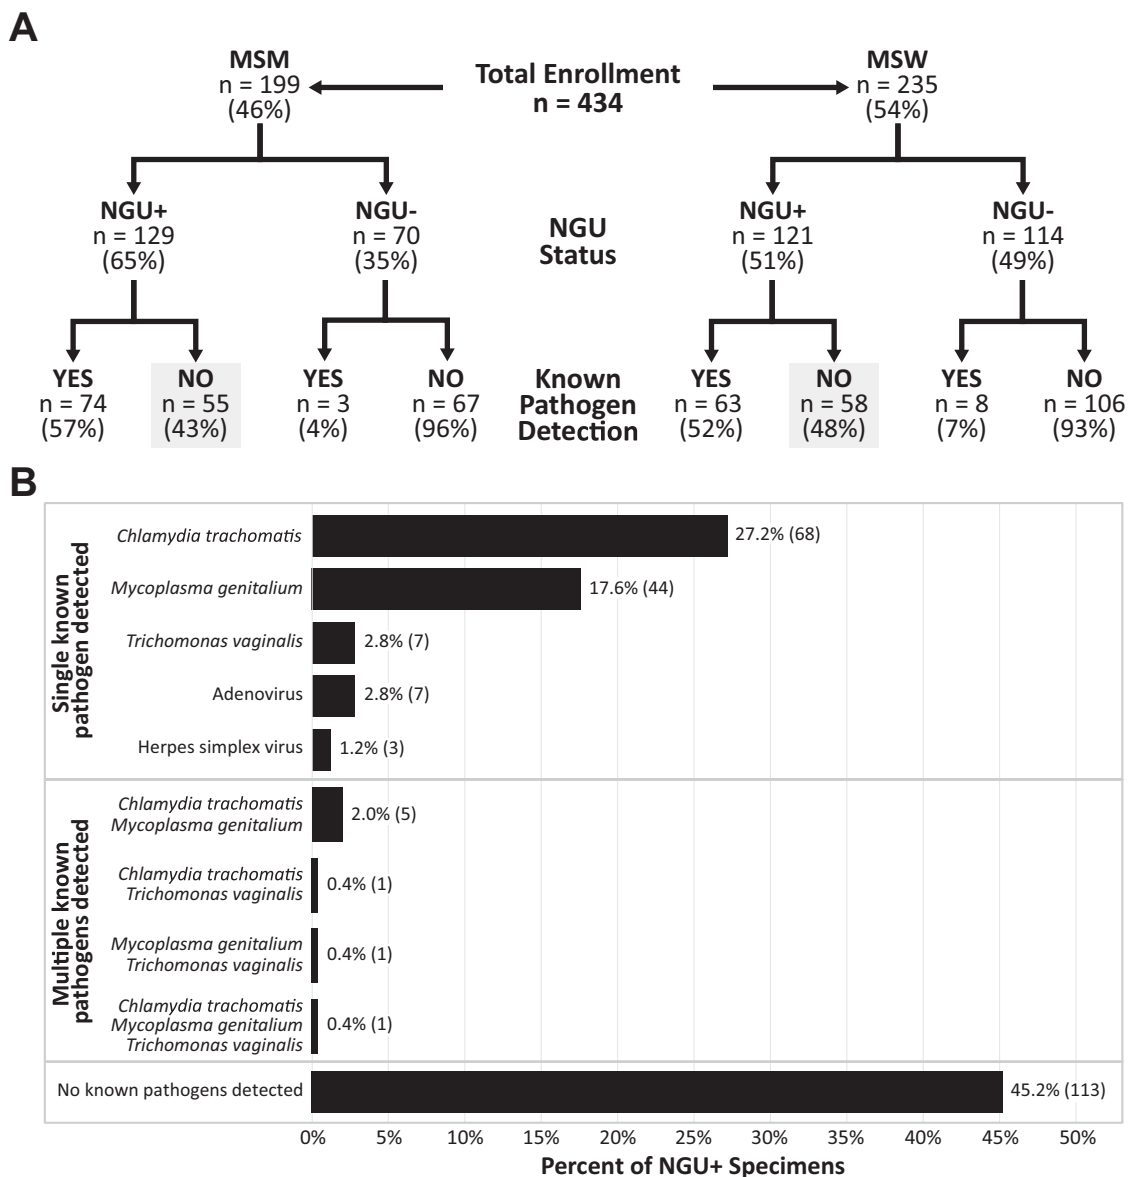 A
MSM
n = 199
(46%)
Total Enrollment
n = 434
MSW
n = 235
(54%)
NGU+
n = 129
(65%)
NGU-
n = 70
(35%)
NGU
Status
NGU+
n = 121
(51%)
NGU-
n = 114
(49%)
YES
n = 74
(57%)
NO
n = 55
(43%)
YES
n = 3
(4%)
NO
n = 67
(96%)
Known
Pathogen
Detection
YES
n = 63
(52%)
NO
n = 58
(48%)
YES
n = 8
(7%)
NO
n = 106
(93%)
B
Single known
pathogen detected
Chlamydia trachomatis
27.2% (68)
Mycoplasma genitalium
17.6% (44)
Trichomonas vaginalis
2.8% (7)
Adenovirus
2.8% (7)
Herpes simplex virus
1.2% (3)
Multiple known
pathogens detected
Chlamydia trachomatis
Mycoplasma genitalium
2.0% (5)
Chlamydia trachomatis
Trichomonas vaginalis
0.4% (1)
Mycoplasma genitalium
Trichomonas vaginalis
0.4% (1)
Chlamydia trachomatis
Mycoplasma genitalium
Trichomonas vaginalis
0.4% (1)
No known pathogens detected
45.2% (113)
0% 5% 10% 15% 20% 25% 30% 35% 40% 45% 50%
Percent of NGU+ Specimens